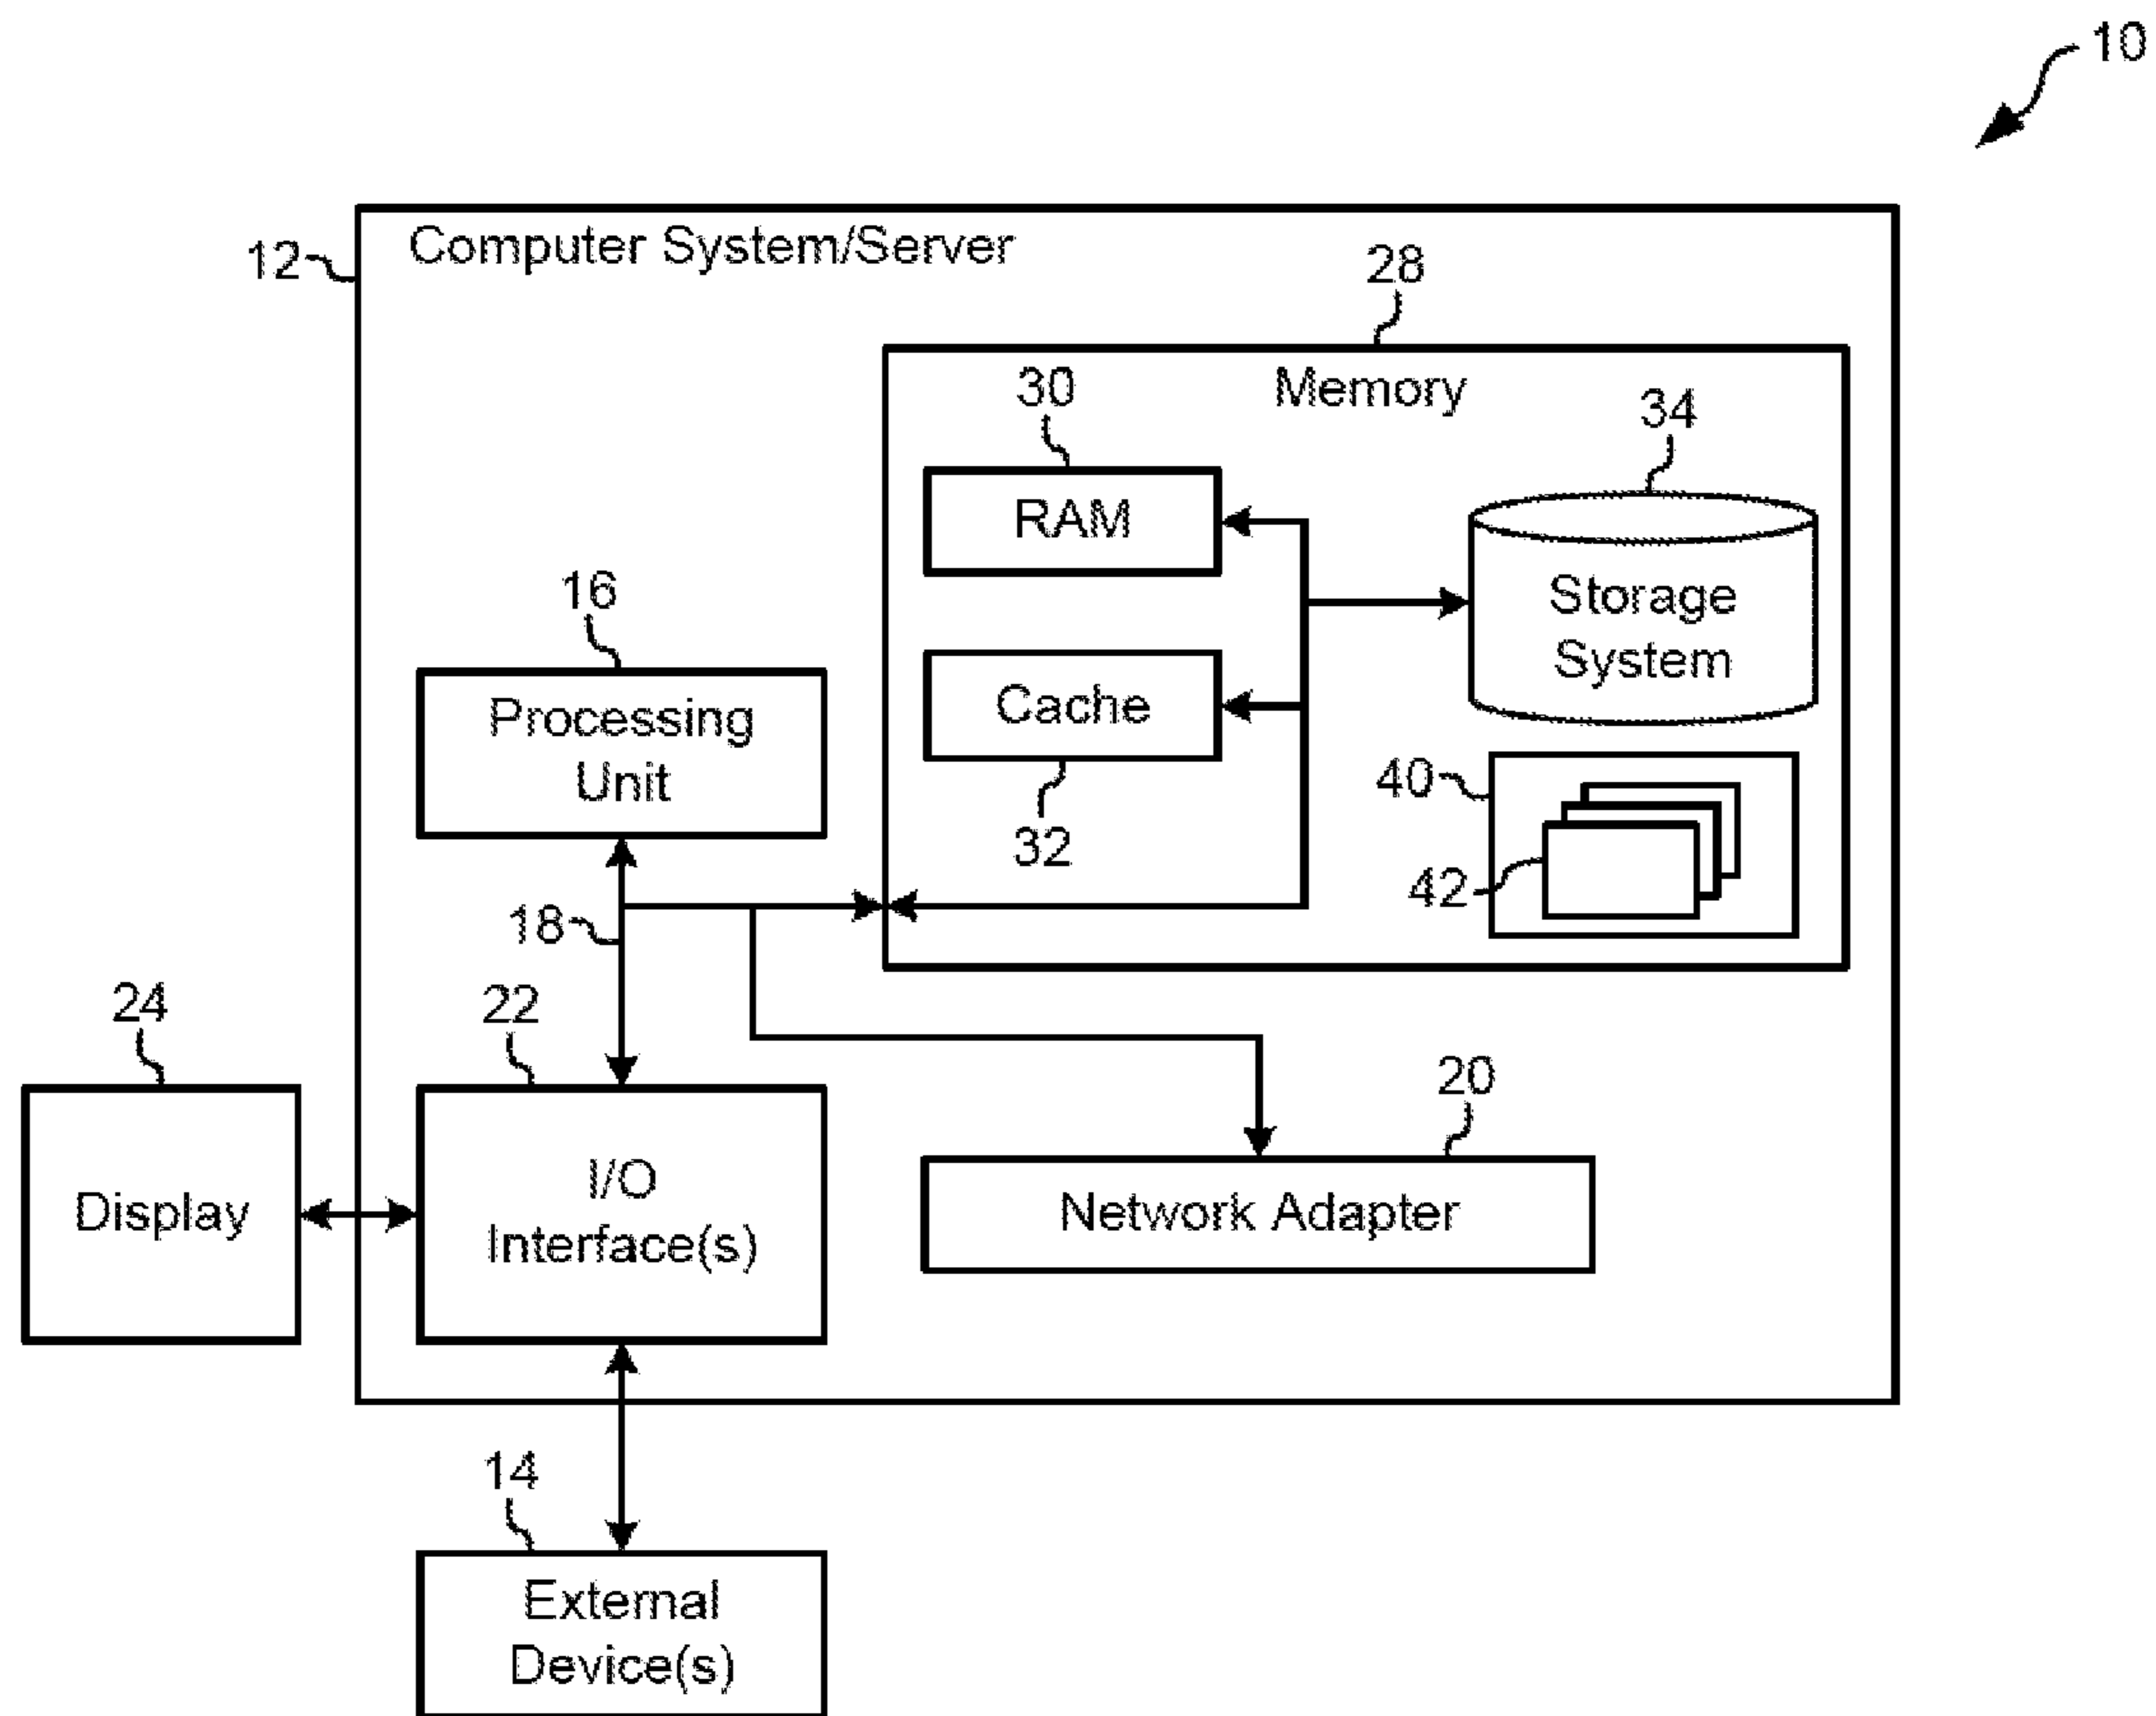 10
12
Computer System/Server
28
30
Memory
34
RAM
16
Storage
System
Processing
Unit
Cache
40
32
42
18
24
22
20
I/O
Interface(s)
Display
Network Adapter
14
External
Device(s)